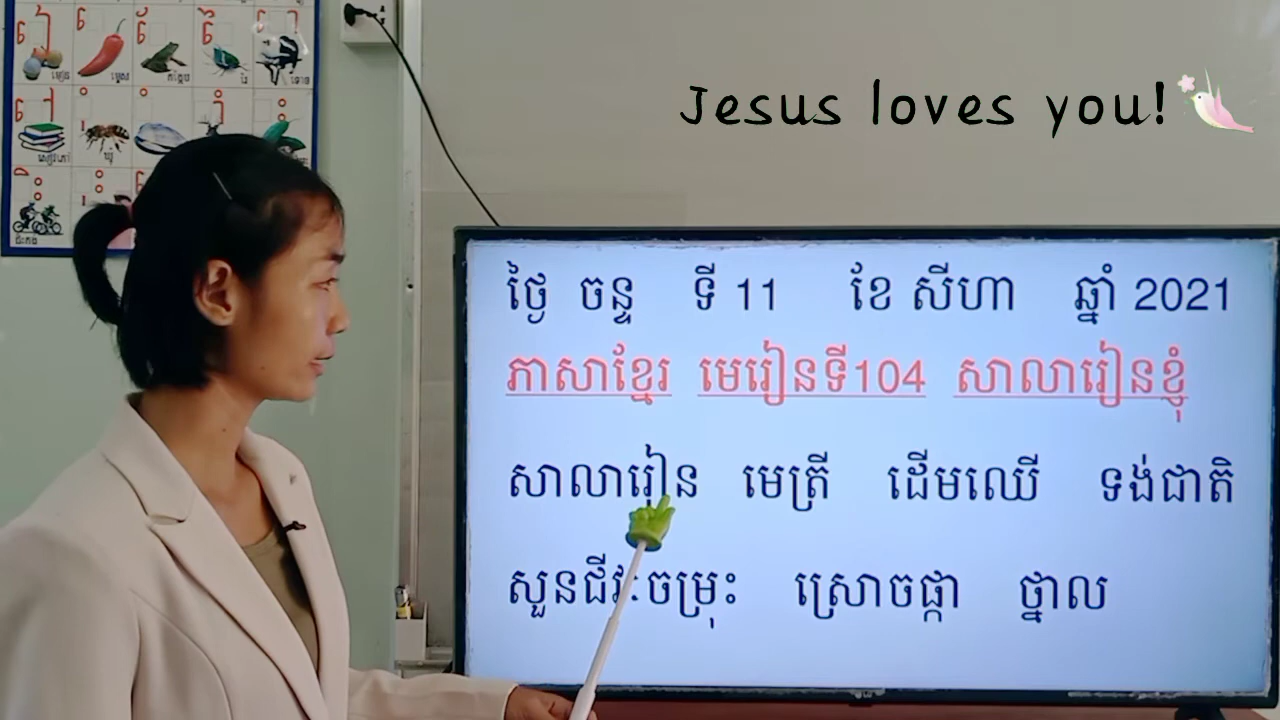 Jesus loves you!
ថ្ងៃ ចន្ទ ទី 11 ខែ សីហា ឆ្នាំ 2021
ភាសាខ្មែរ មេរៀនទី104 សាលារៀនខ្ញុំ
សាលារៀន មេត្រី ដើមឈើ ទង់ជាតិ
សួនជីវៈចម្រុះ ស្រោចផ្កា ថ្នាល